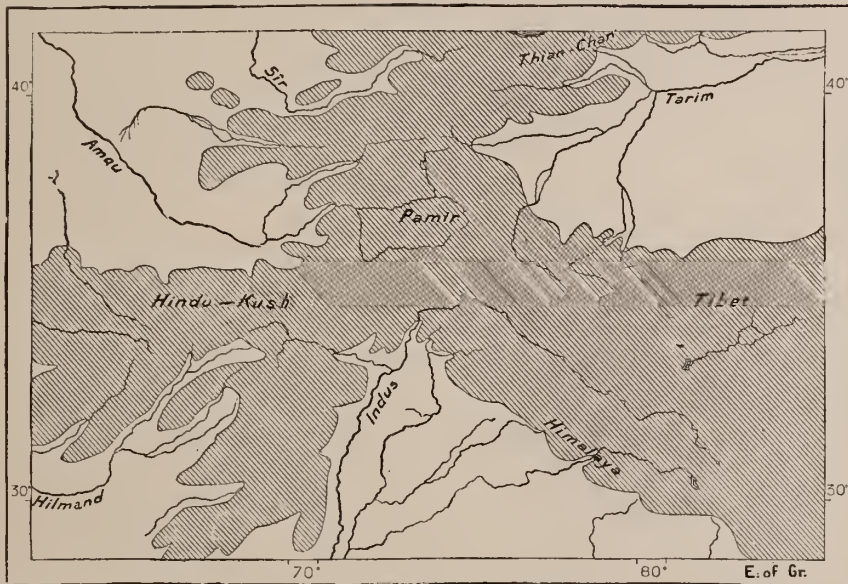 Thian-Chan
Sir
40°
40°
Tarim
Amau
Pamir
Hindu-Kush
Tibet
Indus
Himalaya
30°
30°
Hilmand
70°
80°
E. of Gr.